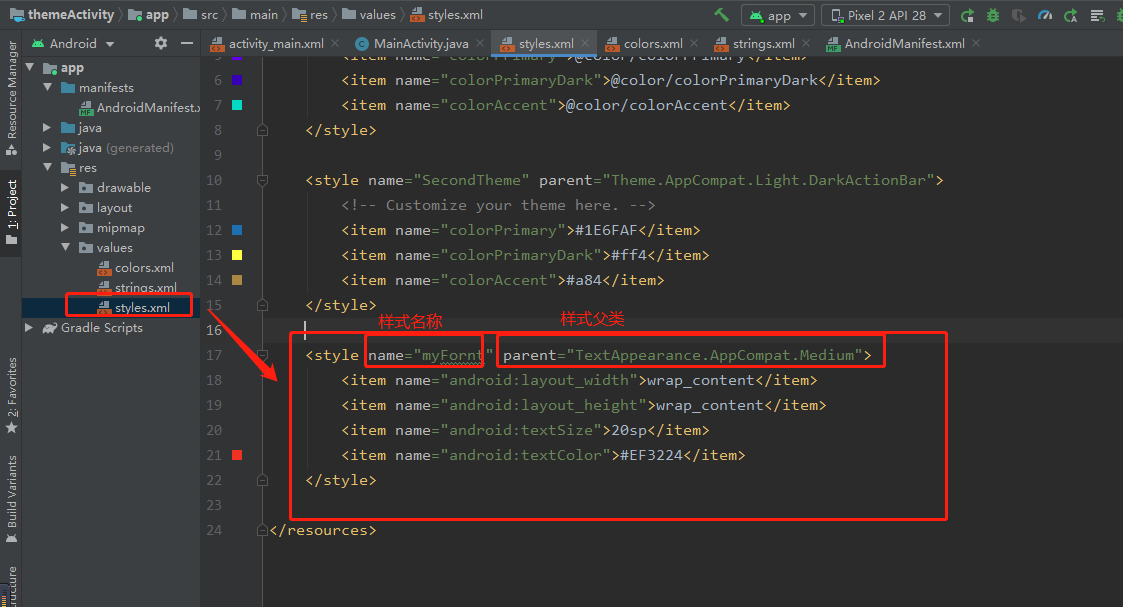 themeActivity app src main res values styles.xml app Pixel 2 API 28
Android activity_main.xml MainActivity.java styles.xml colors.xml strings.xml AndroidManifest.xml
Resource Manager
1: Project
2: Favorites
Build Variants
app
manifests
AndroidManifest.x
java
java (generated)
res
drawable
layout
mipmap
values
colors.xml
strings.xml
styles.xml
Gradle Scripts
5 <item name="colorPrimary">@color/colorPrimary</item>
6 <item name="colorPrimaryDark">@color/colorPrimaryDark</item>
7 <item name="colorAccent">@color/colorAccent</item>
8 </style>
9
10 <style name="SecondTheme" parent="Theme.AppCompat.Light.DarkActionBar">
11 <!-- Customize your theme here. -->
12 <item name="colorPrimary">#1E6FAF</item>
13 <item name="colorPrimaryDark">#ff4</item>
14 <item name="colorAccent">#a84</item>
15 </style>
16
样式名称 样式父类
17 <style name="myFornt" parent="TextAppearance.AppCompat.Medium">
18 <item name="android:layout_width">wrap_content</item>
19 <item name="android:layout_height">wrap_content</item>
20 <item name="android:textSize">20sp</item>
21 <item name="android:textColor">#EF3224</item>
22 </style>
23
24 </resources>